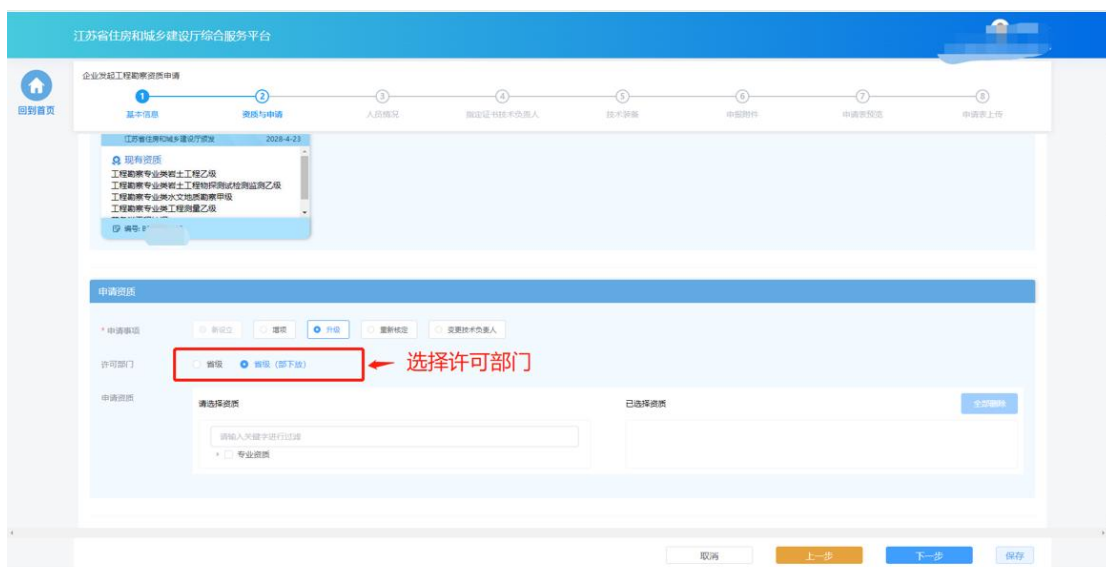 江苏省住房和城乡建设厅综合服务平台
回到首页
企业发起工程勘察资质申请
1 2 3 4 5 6 7 8
基本信息 资质与申请 人员情况 指定证书技术负责人 技术装备 申报附件 申请表预览 申请表上传
江苏省住房和城乡建设厅颁发 2028-4-23
现有资质
工程勘察专业类岩土工程乙级
工程勘察专业类岩土工程物探测试检测监测乙级
工程勘察专业类水文地质勘察甲级
工程勘察专业类工程测量乙级
编号:
申请资质
* 申请事项 新设立 增项 升级 重新核定 变更技术负责人
许可部门 省级 省级（部下放） 选择许可部门
申请资质 请选择资质 已选择资质 全部删除
请输入关键字进行过滤
专业资质
取消 上一步 下一步 保存